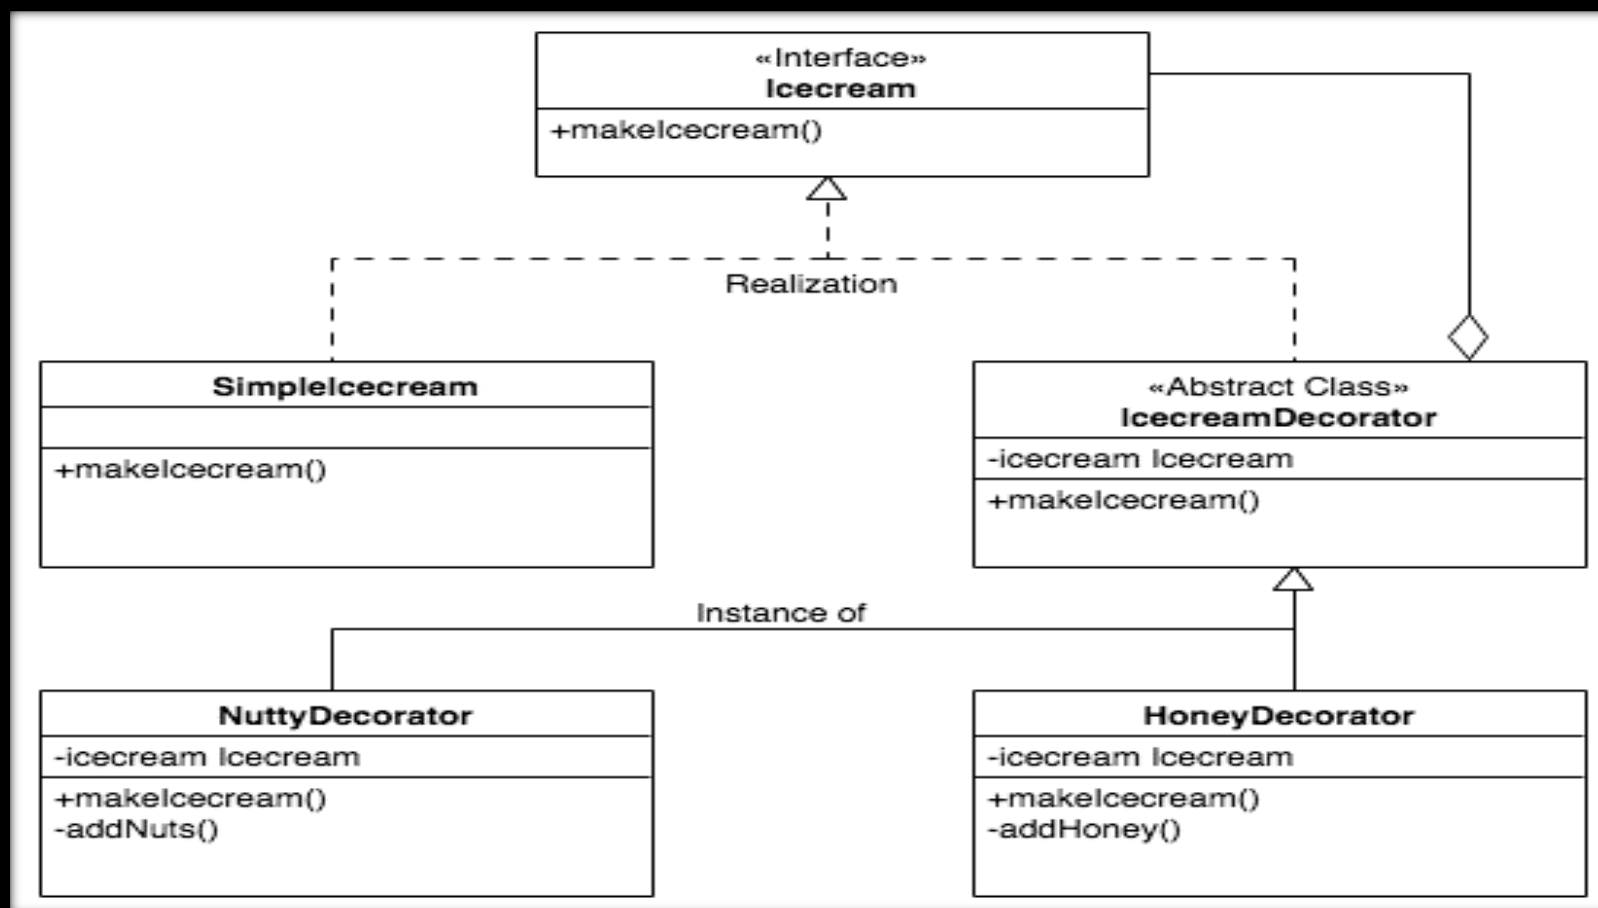 «Interface»
Icecream
+makeIcecream()
Realization
SimpleIcecream
+makeIcecream()
«Abstract Class»
IcecreamDecorator
-icecream Icecream
+makeIcecream()
Instance of
NuttyDecorator
-icecream Icecream
+makeIcecream()
-addNuts()
HoneyDecorator
-icecream Icecream
+makeIcecream()
-addHoney()